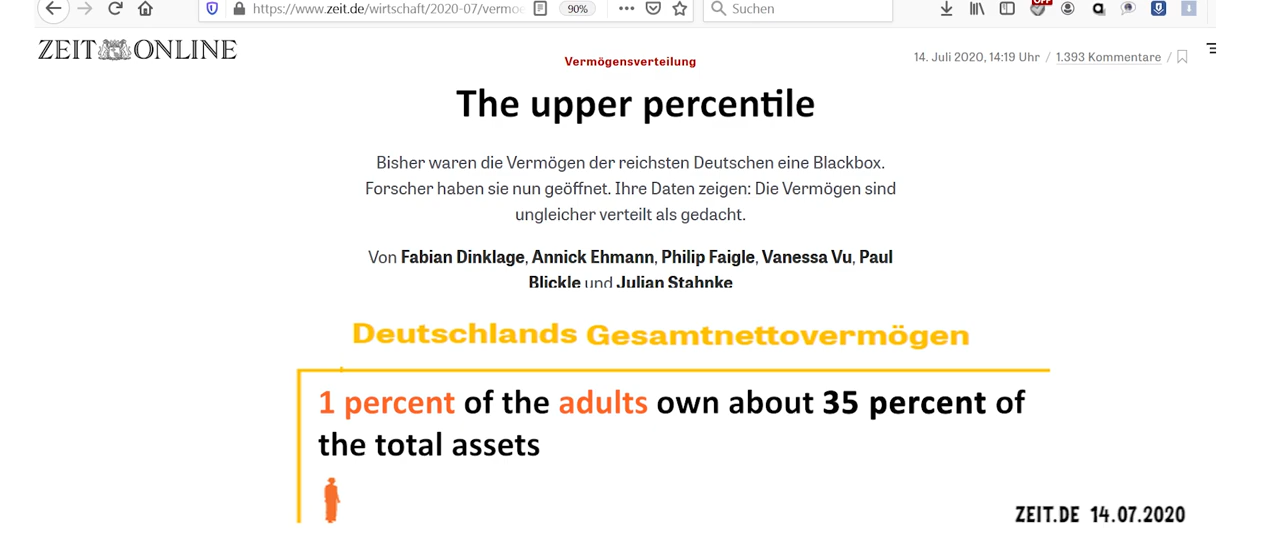 https://www.zeit.de/wirtschaft/2020-07/vermo
90%
Suchen
OFF
ZEIT ONLINE
14. Juli 2020, 14:19 Uhr / 1.393 Kommentare /
Vermögensverteilung
The upper percentile
Bisher waren die Vermögen der reichsten Deutschen eine Blackbox.
Forscher haben sie nun geöffnet. Ihre Daten zeigen: Die Vermögen sind
ungleicher verteilt als gedacht.
Von Fabian Dinklage, Annick Ehmann, Philip Faigle, Vanessa Vu, Paul
Blickle und Julian Stahnke
Deutschlands Gesamtnettovermögen
1 percent of the adults own about 35 percent of
the total assets
ZEIT.DE 14.07.2020